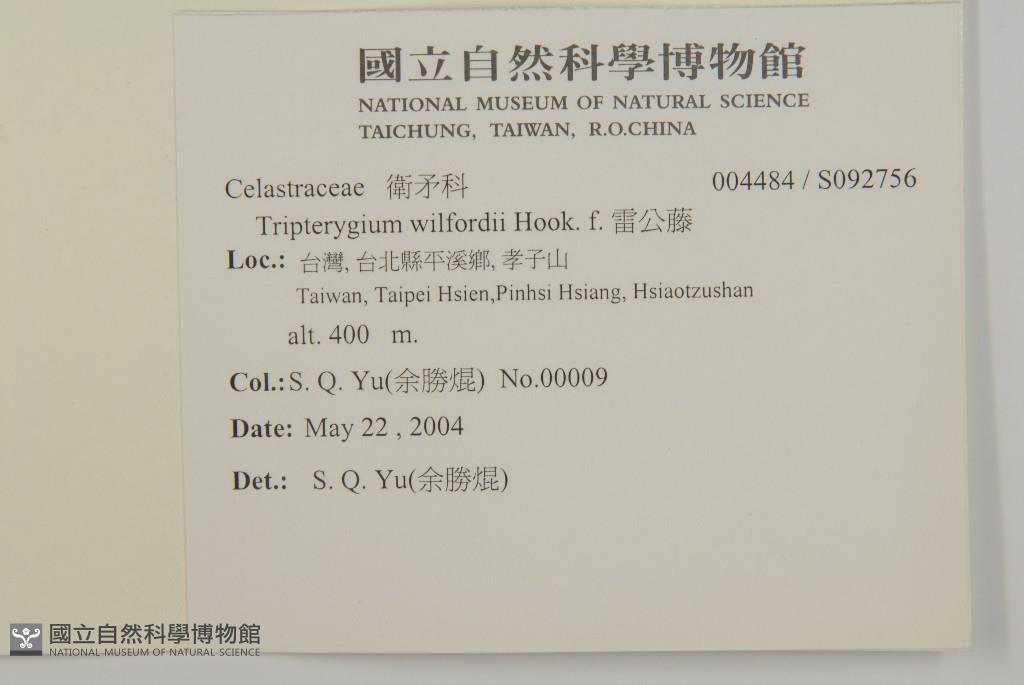 國立自然科學博物館
NATIONAL MUSEUM OF NATURAL SCIENCE
TAICHUNG, TAIWAN, R.O.CHINA
Celastraceae 衛矛科 004484 / S092756
Tripterygium wilfordii Hook. f. 雷公藤
Loc.: 台灣, 台北縣平溪鄉, 孝子山
Taiwan, Taipei Hsien,Pinhsi Hsiang, Hsiaotzushan
alt. 400 m.
Col.: S. Q. Yu(余勝焜) No.00009
Date: May 22 , 2004
Det.: S. Q. Yu(余勝焜)
國立自然科學博物館
NATIONAL MUSEUM OF NATURAL SCIENCE